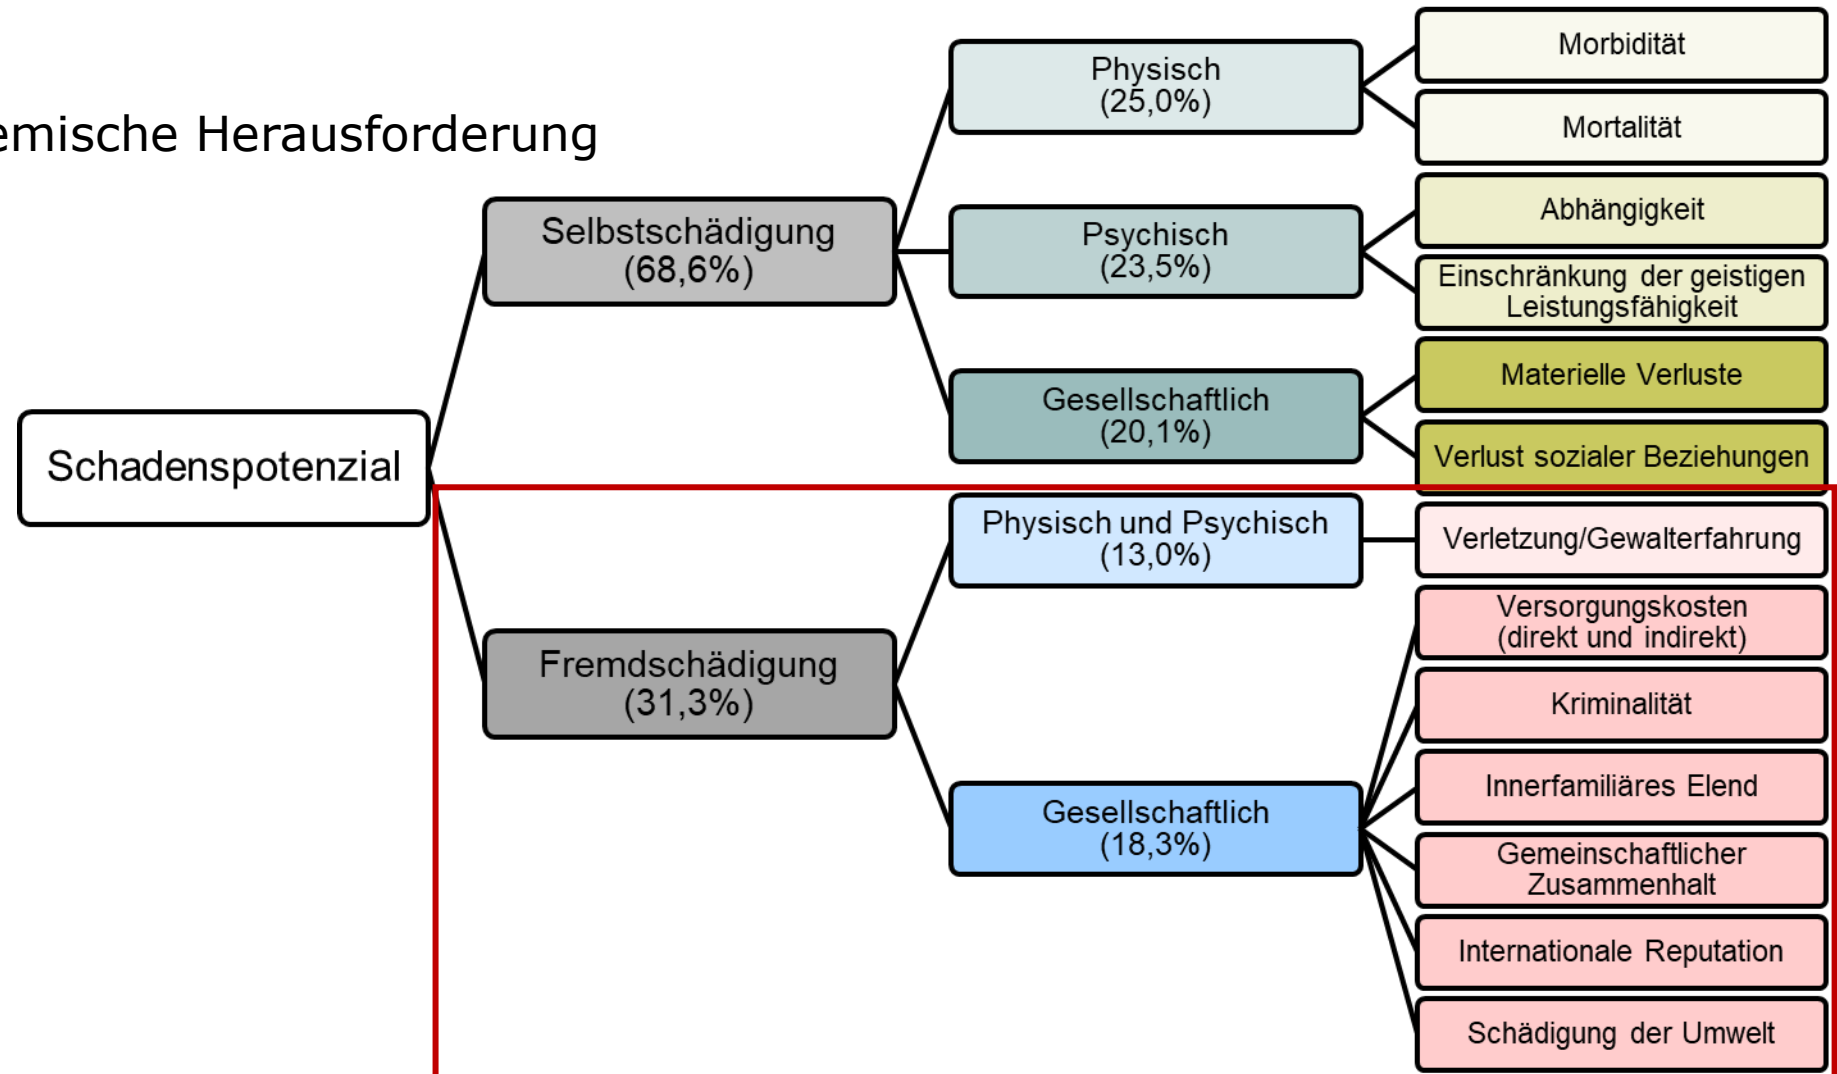 emische Herausforderung
Schadenspotenzial
Selbstschädigung
(68,6%)
Physisch
(25,0%)
Morbidität
Mortalität
Psychisch
(23,5%)
Abhängigkeit
Einschränkung der geistigen
Leistungsfähigkeit
Gesellschaftlich
(20,1%)
Materielle Verluste
Verlust sozialer Beziehungen
Fremdschädigung
(31,3%)
Physisch und Psychisch
(13,0%)
Verletzung/Gewalterfahrung
Gesellschaftlich
(18,3%)
Versorgungskosten
(direkt und indirekt)
Kriminalität
Innerfamiliäres Elend
Gemeinschaftlicher
Zusammenhalt
Internationale Reputation
Schädigung der Umwelt